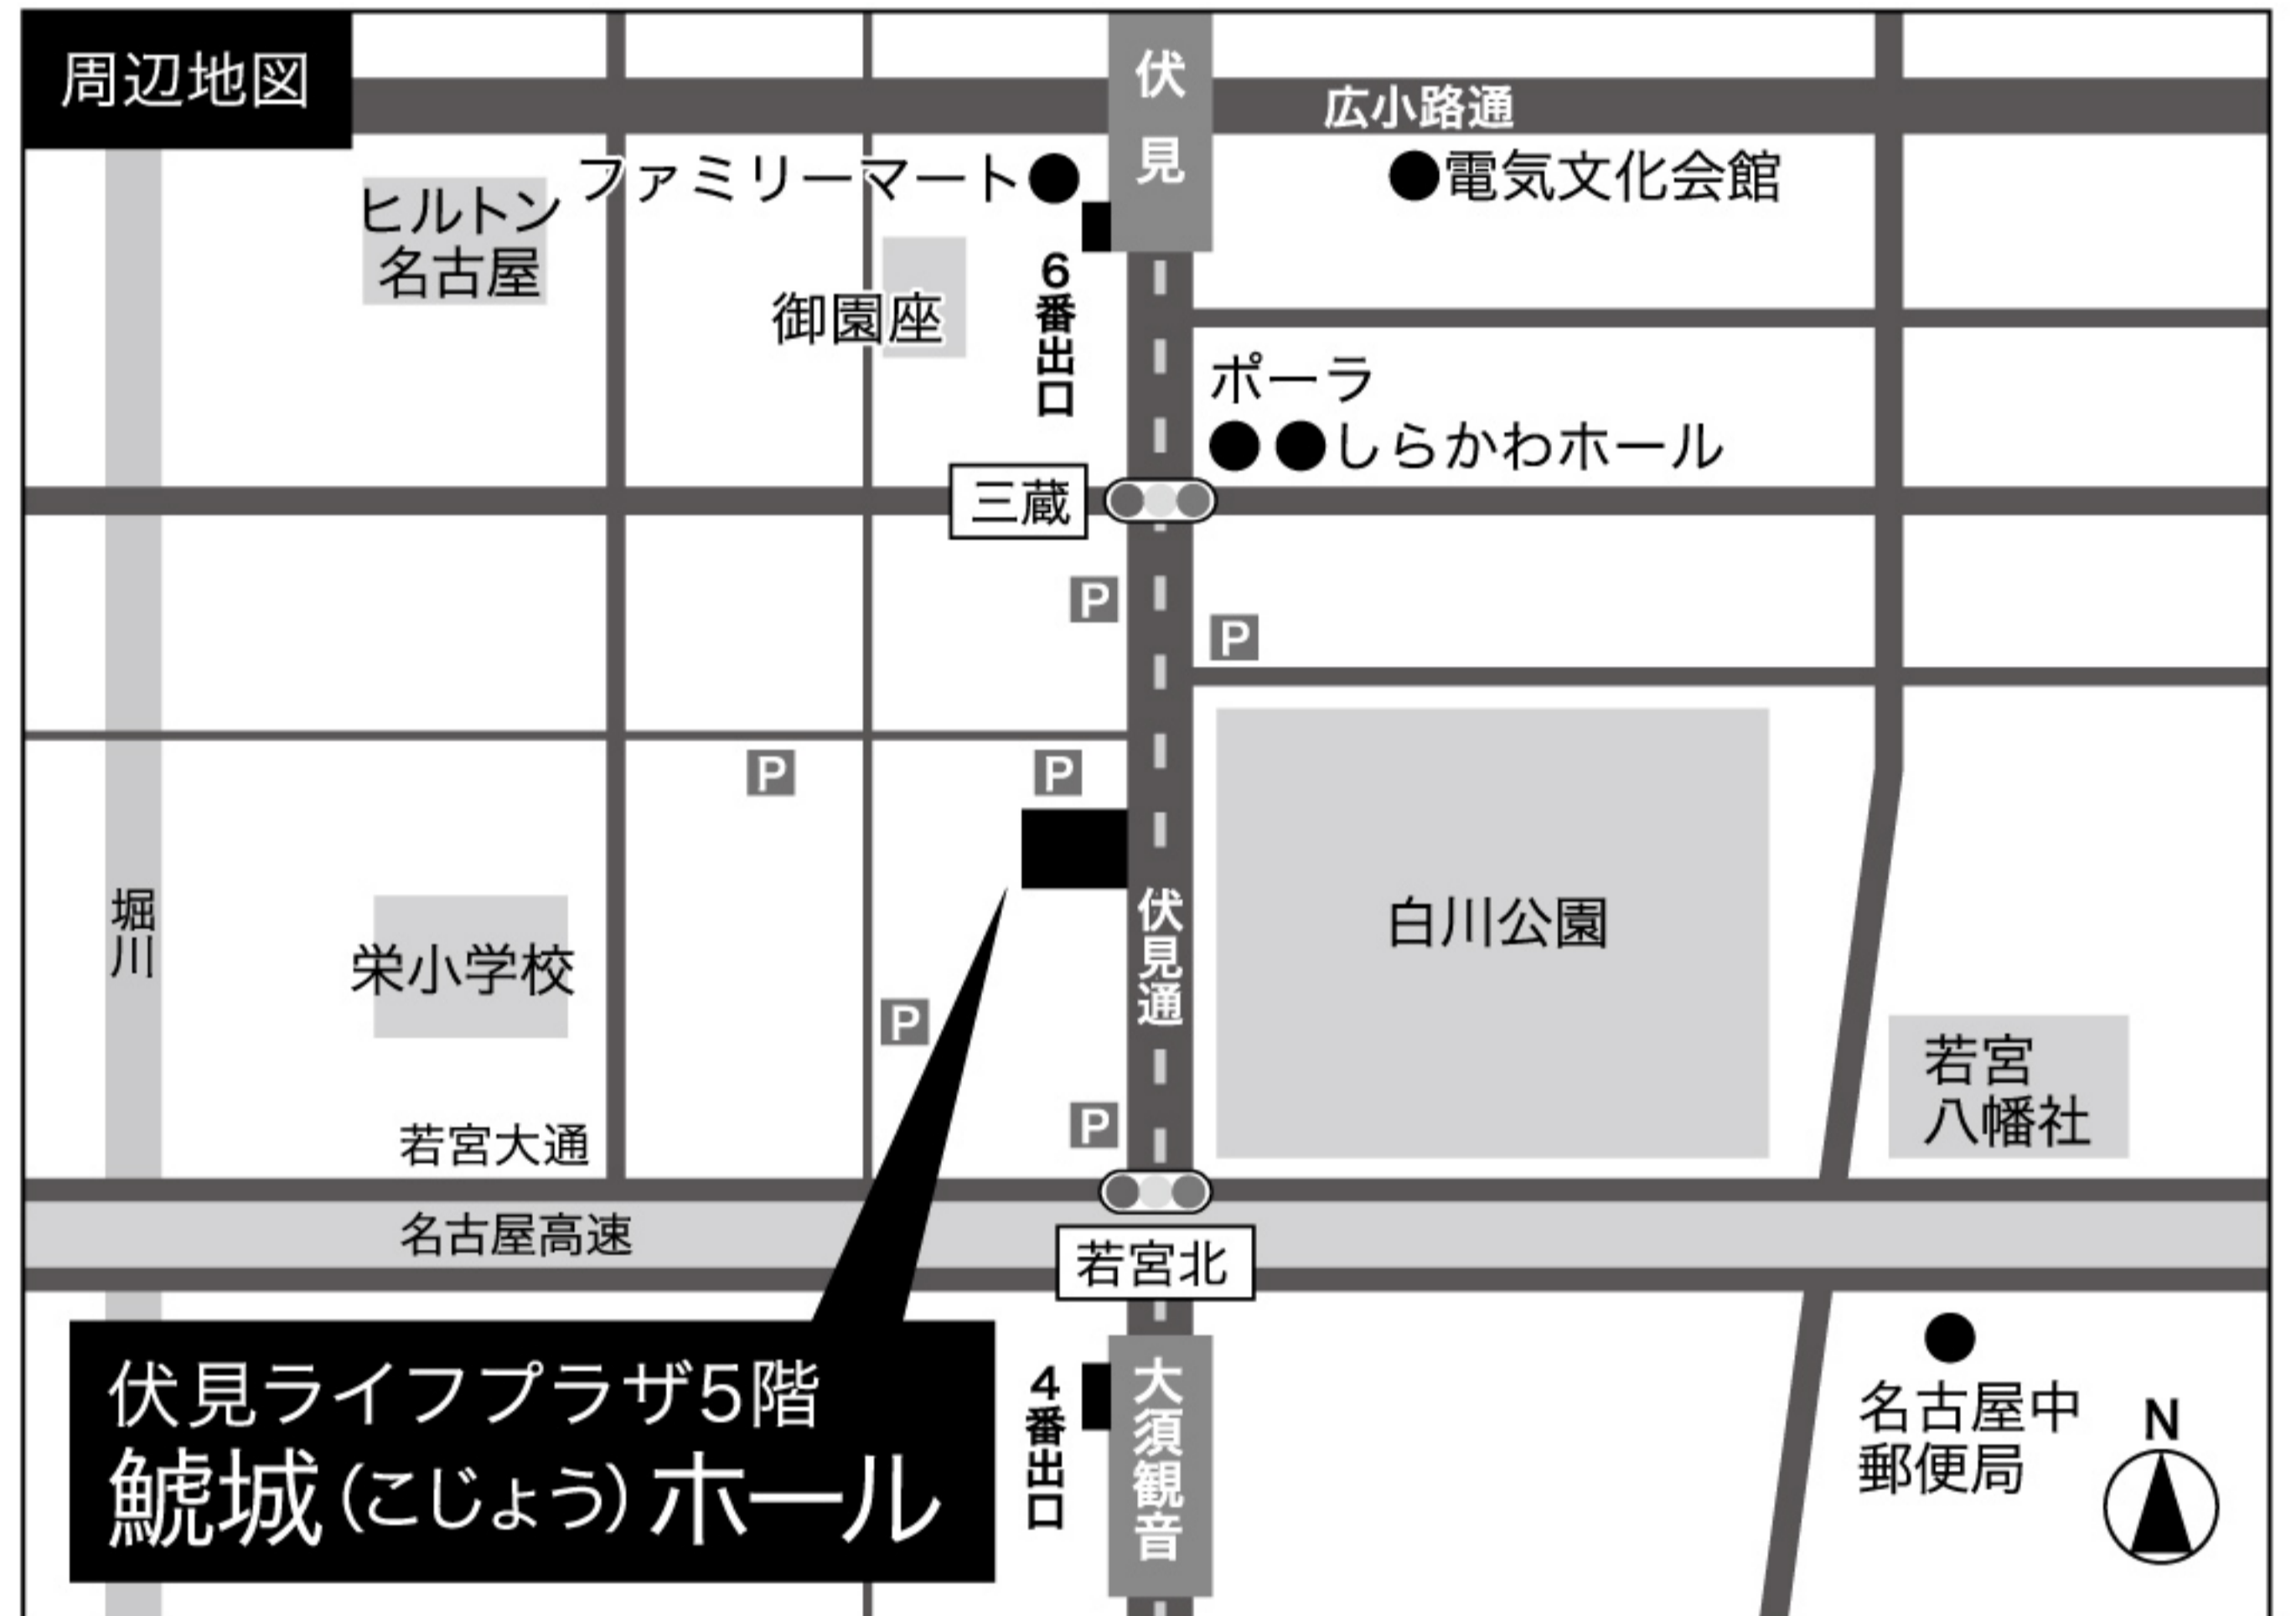 周辺地図
伏見
広小路通
ファミリーマート
電気文化会館
ヒルトン
名古屋
御園座
6番出口
ポーラ
しらかわホール
三蔵
P
P
P
P
堀川
栄小学校
伏見通
白川公園
P
若宮
八幡社
P
若宮大通
名古屋高速
若宮北
伏見ライフプラザ5階
鯱城(こじょう)ホール
4番出口
大須観音
名古屋中
郵便局
N